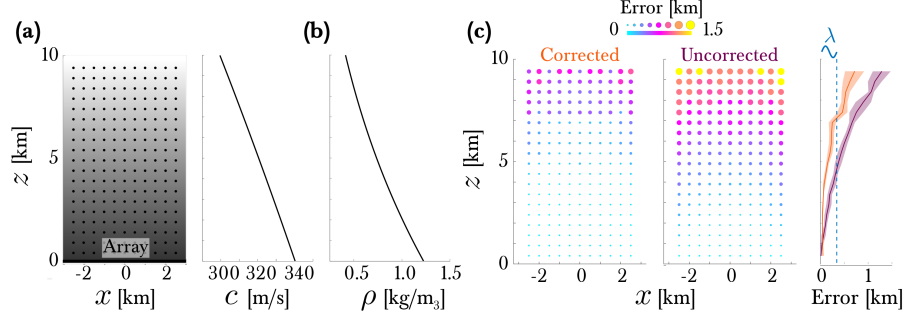 (a)
(b)
(c)
Error [km]
0
1.5
λ
Corrected
Uncorrected
10
5
0
z [km]
Array
-2
0
2
x [km]
300
320
340
c [m/s]
0.5
1.0
1.5
ρ [kg/m3]
10
5
0
z [km]
-2
0
2
-2
0
2
x [km]
0
1
Error [km]